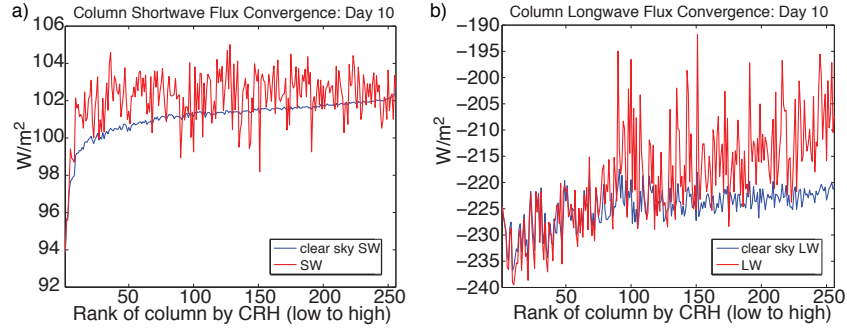 a)
Column Shortwave Flux Convergence: Day 10
106
104
102
100
98
96
94
92
W/m²
50
100
150
200
250
Rank of column by CRH (low to high)
clear sky SW
SW
b)
Column Longwave Flux Convergence: Day 10
−190
−195
−200
−205
−210
−215
−220
−225
−230
−235
−240
W/m²
50
100
150
200
250
Rank of column by CRH (low to high)
clear sky LW
LW